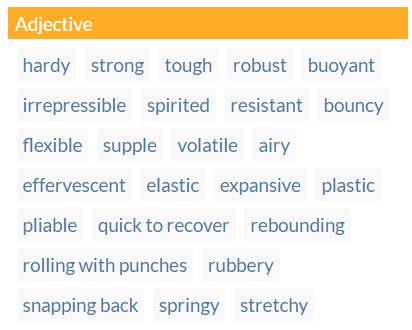 Adjective
hardy strong tough robust buoyant
irrepressible spirited resistant bouncy
flexible supple volatile airy
effervescent elastic expansive plastic
pliable quick to recover rebounding
rolling with punches rubbery
snapping back springy stretchy